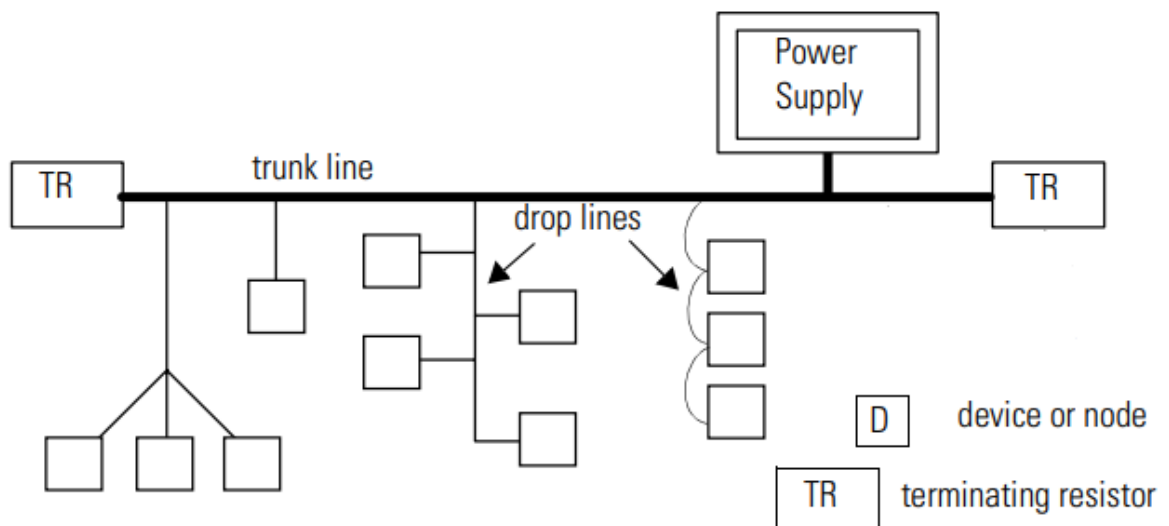 Power
Supply
TR
trunk line
TR
drop lines
D
device or node
TR
terminating resistor